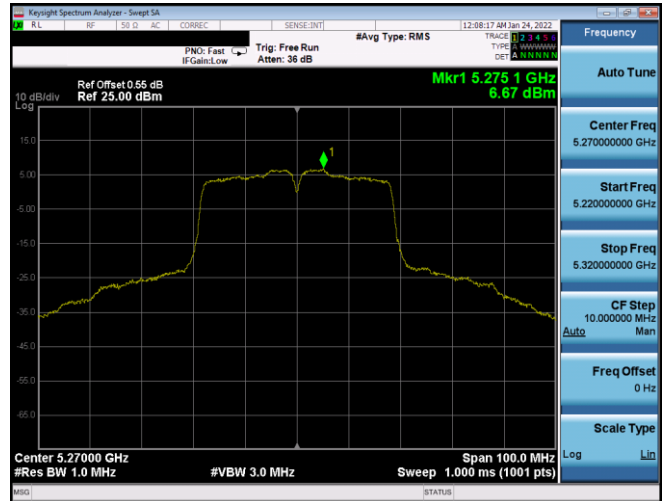 Keysight Spectrum Analyzer - Swept SA
RL RF 50 Ω AC CORREC SENSE:INT 12:08:17 AM Jan 24, 2022
#Avg Type: RMS TRACE 1 2 3 4 5 6
PNO: Fast Trig: Free Run TYPE A WWWWW
IFGain:Low Atten: 36 dB DET A N N N N N
Mkr1 5.275 1 GHz
6.67 dBm
Ref Offset 0.55 dB
10 dB/div Ref 25.00 dBm
Log
15.0
5.00
-5.00
-15.0
-25.0
-35.0
-45.0
-55.0
-65.0
1
Center 5.27000 GHz Span 100.0 MHz
#Res BW 1.0 MHz #VBW 3.0 MHz Sweep 1.000 ms (1001 pts)
MSG STATUS
Frequency
Auto Tune
Center Freq
5.270000000 GHz
Start Freq
5.220000000 GHz
Stop Freq
5.320000000 GHz
CF Step
10.000000 MHz
Auto Man
Freq Offset
0 Hz
Scale Type
Log Lin